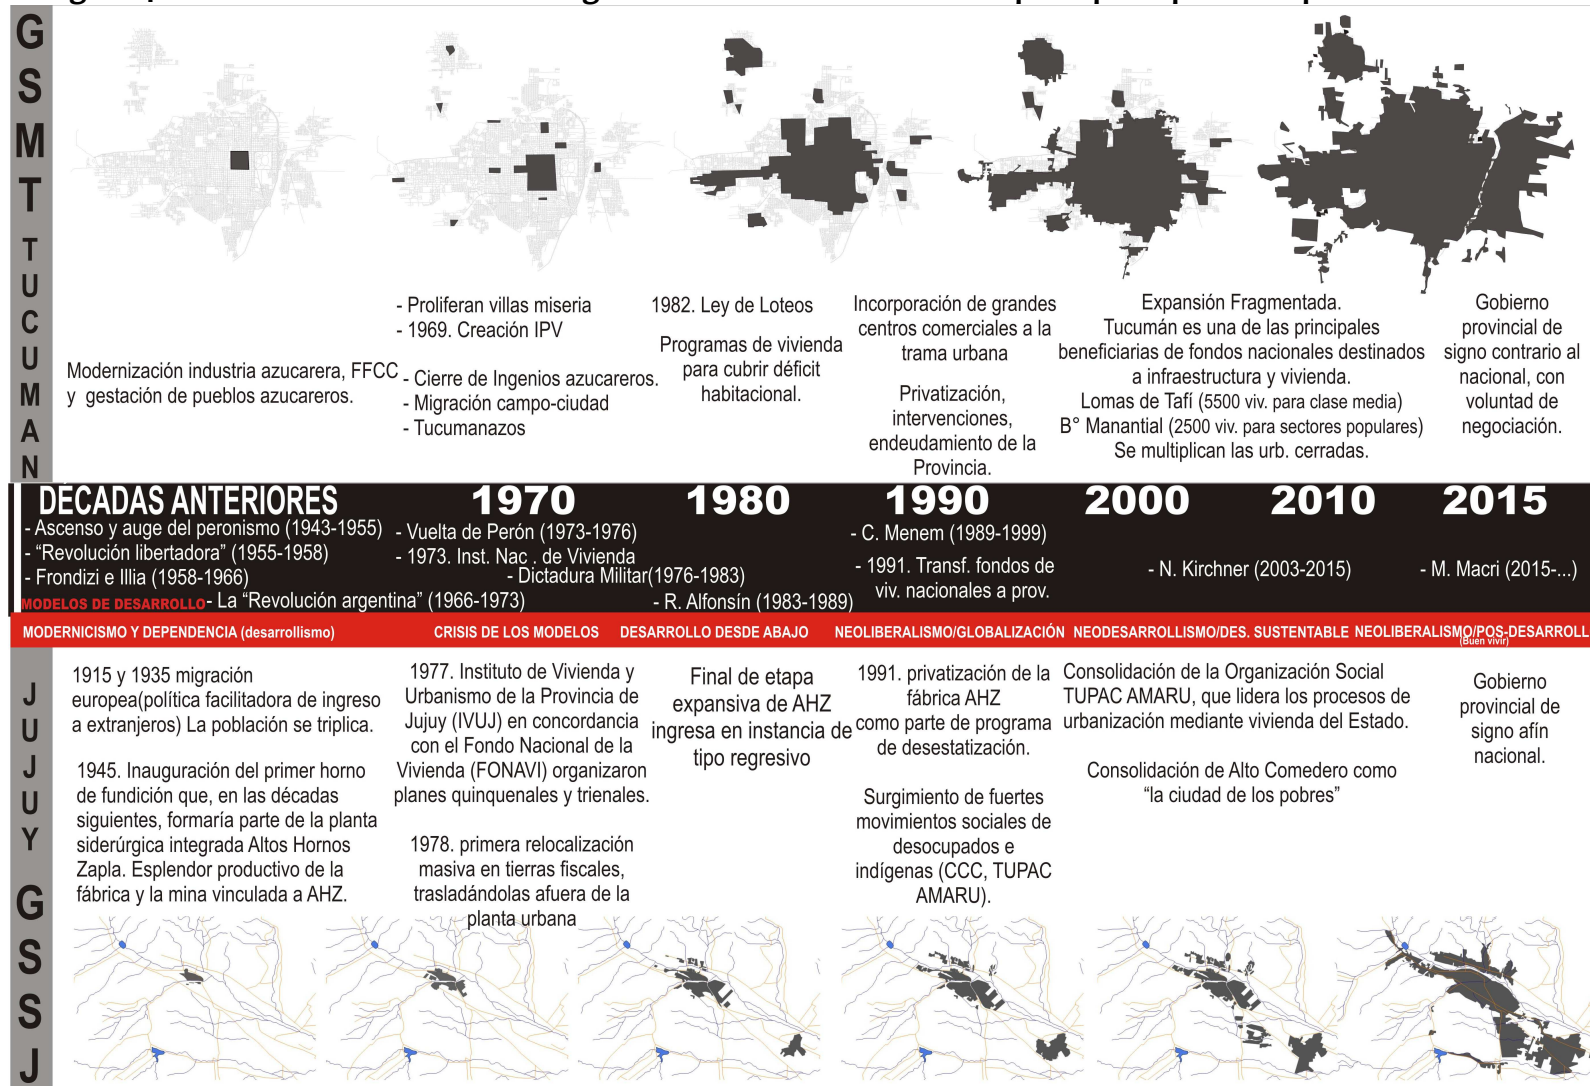 GSMT
TUCUMAN
- Proliferan villas miseria
- 1969. Creación IPV
- Cierre de Ingenios azucareros.
- Migración campo-ciudad
- Tucumanazos
Modernización industria azucarera, FFCC
y gestación de pueblos azucareros.
1982. Ley de Loteos
Programas de vivienda
para cubrir déficit
habitacional.
Incorporación de grandes
centros comerciales a la
trama urbana
Privatización,
intervenciones,
endeudamiento de la
Provincia.
Expansión Fragmentada.
Tucumán es una de las principales
beneficiarias de fondos nacionales destinados
a infraestructura y vivienda.
Lomas de Tafí (5500 viv. para clase media)
B° Manantial (2500 viv. para sectores populares)
Se multiplican las urb. cerradas.
Gobierno
provincial de
signo contrario al
nacional, con
voluntad de
negociación.
DÉCADAS ANTERIORES 1970 1980 1990 2000 2010 2015
- Ascenso y auge del peronismo (1943-1955)
- “Revolución libertadora” (1955-1958)
- Frondizi e Illia (1958-1966)
- La “Revolución argentina” (1966-1973)
- Vuelta de Perón (1973-1976)
- 1973. Inst. Nac . de Vivienda
- Dictadura Militar(1976-1983)
- R. Alfonsín (1983-1989)
- C. Menem (1989-1999)
- 1991. Transf. fondos de
viv. nacionales a prov.
- N. Kirchner (2003-2015)
- M. Macri (2015-...)
MODELOS DE DESARROLLO
MODERNICISMO Y DEPENDENCIA (desarrollismo) CRISIS DE LOS MODELOS DESARROLLO DESDE ABAJO NEOLIBERALISMO/GLOBALIZACIÓN NEODESARROLLISMO/DES. SUSTENTABLE NEOLIBERALISMO/POS-DESARROLL
(Buen vivir)
JUJUY
GSSJ
1915 y 1935 migración
europea(política facilitadora de ingreso
a extranjeros) La población se triplica.
1945. Inauguración del primer horno
de fundición que, en las décadas
siguientes, formaría parte de la planta
siderúrgica integrada Altos Hornos
Zapla. Esplendor productivo de la
fábrica y la mina vinculada a AHZ.
1977. Instituto de Vivienda y
Urbanismo de la Provincia de
Jujuy (IVUJ) en concordancia
con el Fondo Nacional de la
Vivienda (FONAVI) organizaron
planes quinquenales y trienales.
1978. primera relocalización
masiva en tierras fiscales,
trasladándolas afuera de la
planta urbana
Final de etapa
expansiva de AHZ
ingresa en instancia de
tipo regresivo
1991. privatización de la
fábrica AHZ
como parte de programa
de desestatización.
Surgimiento de fuertes
movimientos sociales de
desocupados e
indígenas (CCC, TUPAC
AMARU).
Consolidación de la Organización Social
TUPAC AMARU, que lidera los procesos de
urbanización mediante vivienda del Estado.
Consolidación de Alto Comedero como
“la ciudad de los pobres”
Gobierno
provincial de
signo afín
nacional.